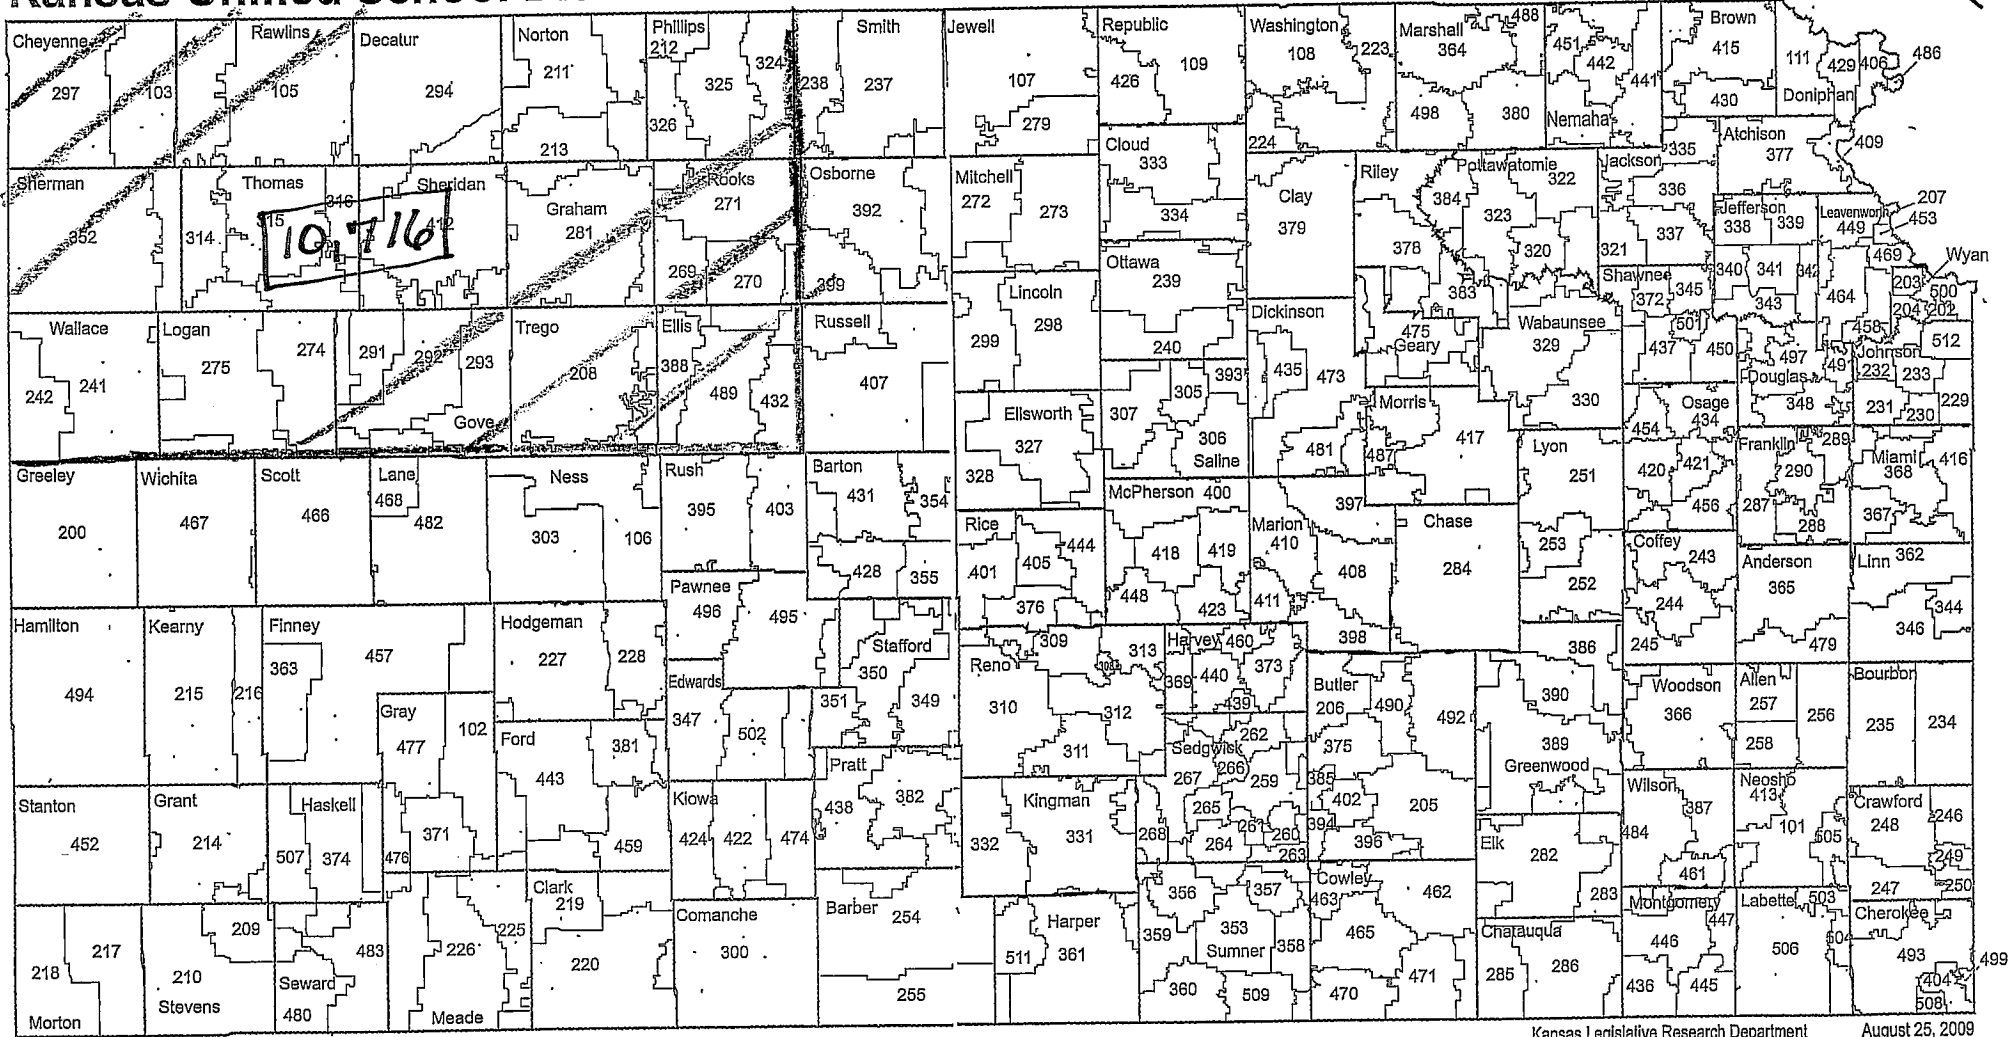 Kansas Unified School
Cheyenne Rawlins Decatur Norton Phillips Smith Jewell Republic Washington Marshall 488 Brown
297 103 105 294 211 212 325 324 238 237 107 426 109 108 223 364 451 442 441 415 111 429 406 486
326 213 279 224 498 380 Nemaha 430 Doniphan
Sherman Thomas Sheridan Graham Rooks Osborne Mitchell Cloud Clay Riley Pottawatomie Jackson 335 Atchison 409
352 314 315 316 412 281 271 392 272 273 333 334 379 384 322 336 377
10,716
269 270 399 378 323 320 321 337 Jefferson 338 339 Leavenworth 449 207 453
Ottawa 239 383 Shawnee 372 345 340 341 342 343 464 469 Wyan
203 500 204 202
Wallace Logan Trego Ellis Russell Lincoln Dickinson Geary Wabaunsee
242 241 275 274 291 292 293 208 388 489 432 407 299 298 240 435 473 475 329 437 501 450 497 491 458 Johnson 512
Gove Douglas 232 233
Ellsworth 307 305 393 Morris 330 Osage 348 231 230 229
327 328 306 Saline 481 487 417 454 434
Greeley Wichita Scott Lane Ness Rush Barton McPherson 400 397 Lyon Franklin 289 Miami 416
200 467 466 468 482 303 106 395 403 431 354 251 420 421 456 290 287 288 368 367
428 355 Rice 401 405 444 376 418 419 448 423 Marion 410 411 408 398 Chase 284 253 252 Coffey 243 244 245 Anderson 365 479 Linn 362 344 346
Hamilton Kearny Finney Hodgeman Pawnee Stafford
494 215 216 363 457 227 228 496 495 350 351 349 Reno 309 310 308 313 312 311 Harvey 460 440 373 369 439 386
Gray 477 102 Ford 443 381 Edwards 347 502 Butler 206 490 492 375 390 389 Greenwood Woodson 366 Allen 257 256 258 Bourbon 235 234
Stanton Grant Haskell Kiowa Pratt Kingman Sedgwick 262 Wilson Neosho Crawford
452 214 507 374 476 371 459 424 422 474 438 382 332 331 268 267 266 259 265 264 261 260 263 385 402 394 396 205 484 387 461 413 101 505 248 246 249 247 250
Elk 282 283
Clark Comanche Barber Harper Sumner Cowley Chatauqua Montgomery Labette Cherokee
218 217 210 209 483 480 226 225 219 220 300 254 255 511 361 356 357 359 353 358 360 509 463 462 465 470 471 285 286 446 447 436 445 503 506 504 493 404 508 499
Morton Stevens Seward Meade
Kansas Legislative Research Department August 25, 2009